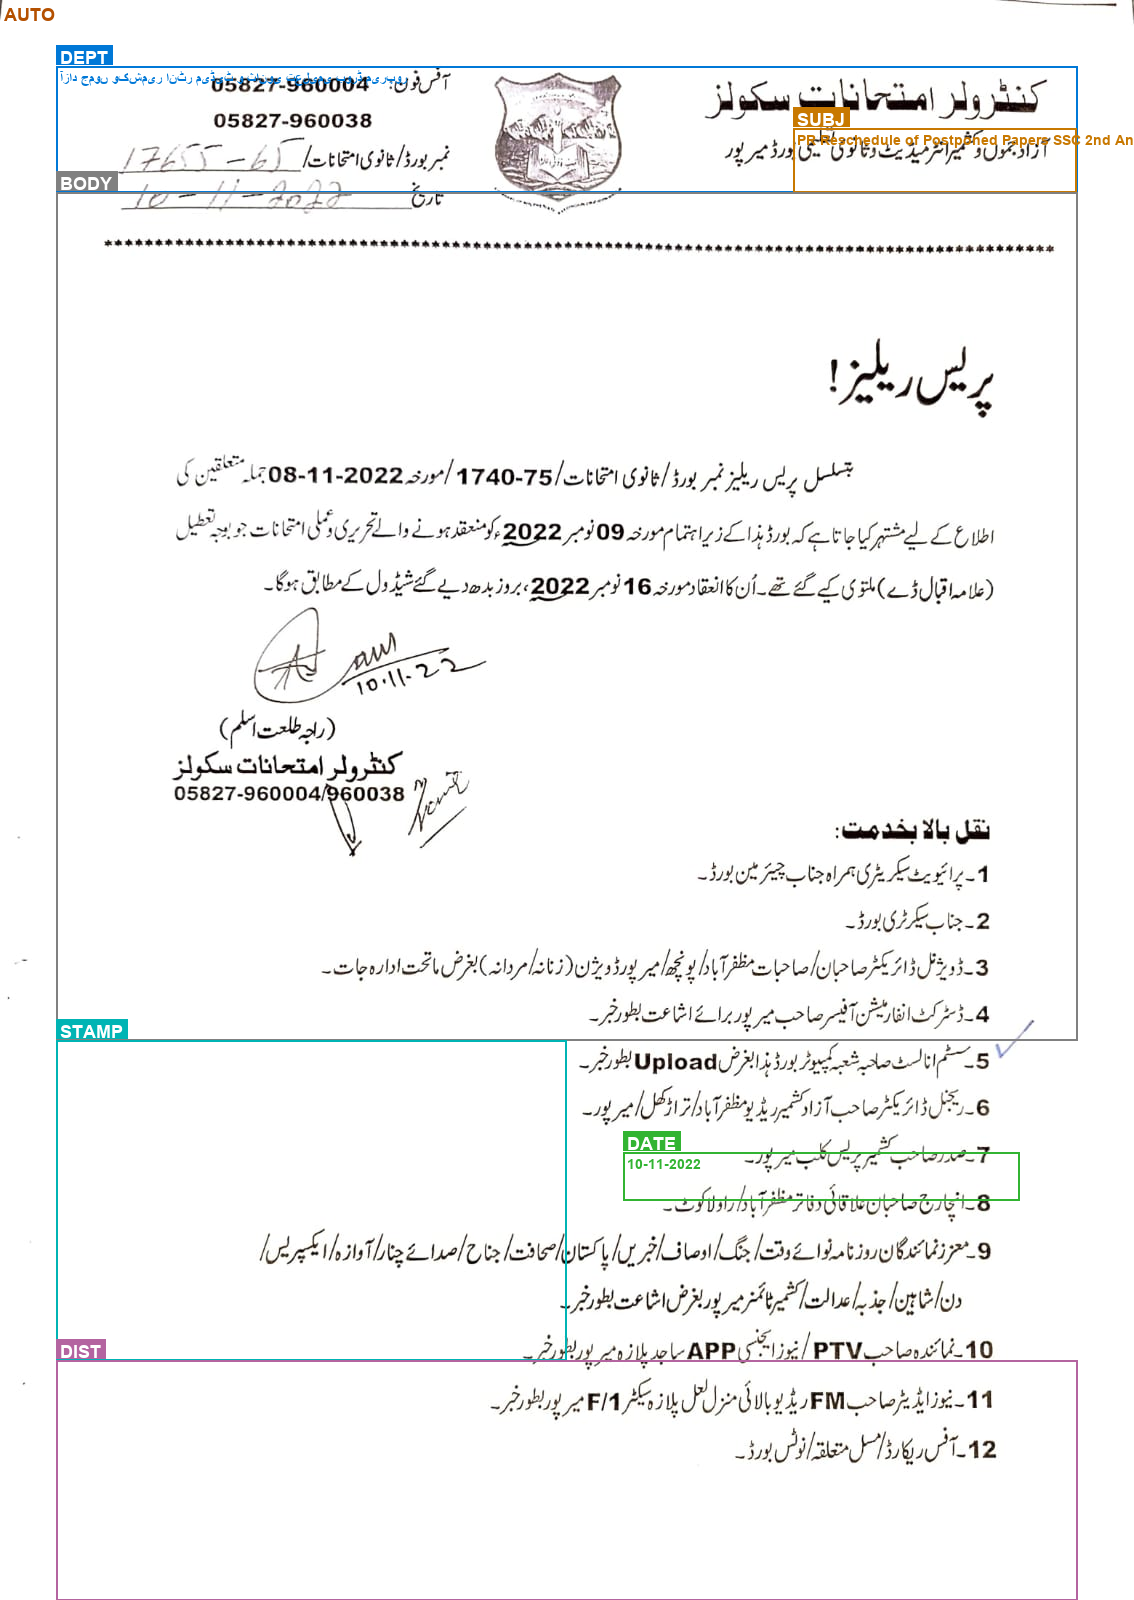 AUTO
DEPT
کنٹرولر امتحانات سکولز
آفس فون: 05827-960004
05827-960038
SUBJ
PR Reschedule of Postponed Papers SSC 2nd An
آزاد جموں و کشمیر انٹرمیڈیٹ و ثانوی تعلیمی بورڈ میرپور
نمبر بورڈ/ثانوی امتحانات/ 17655-65
BODY
تاریخ 10-11-2022
پریس ریلیز!
بتسلسل پریس ریلیز نمبر بورڈ/ثانوی امتحانات/1740-75/مورخہ 08-11-2022 جملہ متعلقین کی
اطلاع کے لیے مشتہر کیا جاتا ہے کہ بورڈ ہذا کے زیر اہتمام مورخہ 09 نومبر 2022ء کو منعقد ہونے والے تحریری و عملی امتحانات جو بوجہ تعطیل
(علامہ اقبال ڈے) ملتوی کیے گئے تھے۔ اُن کا انعقاد مورخہ 16 نومبر 2022ء، بروز بدھ دیے گئے شیڈول کے مطابق ہوگا۔
10.11.22
(راجہ طلعت اسلم)
کنٹرولر امتحانات سکولز
05827-960004/960038
نقل بالا بخدمت:
1۔ پرائیویٹ سیکریٹری ہمراہ جناب چیئرمین بورڈ۔
2۔ جناب سیکرٹری بورڈ۔
3۔ ڈویژنل ڈائریکٹر صاحبان/صاحبات مظفرآباد/پونچھ/میرپور ڈویژن (زنانہ/مردانہ) بغرض ماتحت ادارہ جات۔
4۔ ڈسٹرکٹ انفارمیشن آفیسر صاحب میرپور برائے اشاعت بطور خبر۔
STAMP
5۔ سسٹم انالسٹ صاحبہ شعبہ کمپیوٹر بورڈ ہذا بغرض Upload بطور خبر۔
6۔ ریجنل ڈائریکٹر صاحب آزاد کشمیر ریڈیو مظفرآباد/تراڑکھل/میرپور۔
DATE
7۔ صدر صاحب کشمیر پریس کلب میرپور۔
10-11-2022
8۔ انچارج صاحبان علاقائی دفاتر مظفرآباد/راولاکوٹ۔
9۔ معزز نمائندگان روزنامہ نوائے وقت/جنگ/اوصاف/خبریں/پاکستان/صحافت/جناح/صدائے چنار/آوازہ/ایکسپریس/
دن/شاہین/جذبہ/عدالت/کشمیر ٹائمنر میرپور بغرض اشاعت بطور خبر۔
DIST
10۔ نمائندہ صاحب PTV/نیوز ایجنسی APP ساجد پلازہ میرپور بطور خبر۔
11۔ نیوز ایڈیٹر صاحب FM ریڈیو بالائی منزل لعل پلازہ سیکٹر F/1 میرپور بطور خبر۔
12۔ آفس ریکارڈ/مسل متعلقہ/نوٹس بورڈ۔